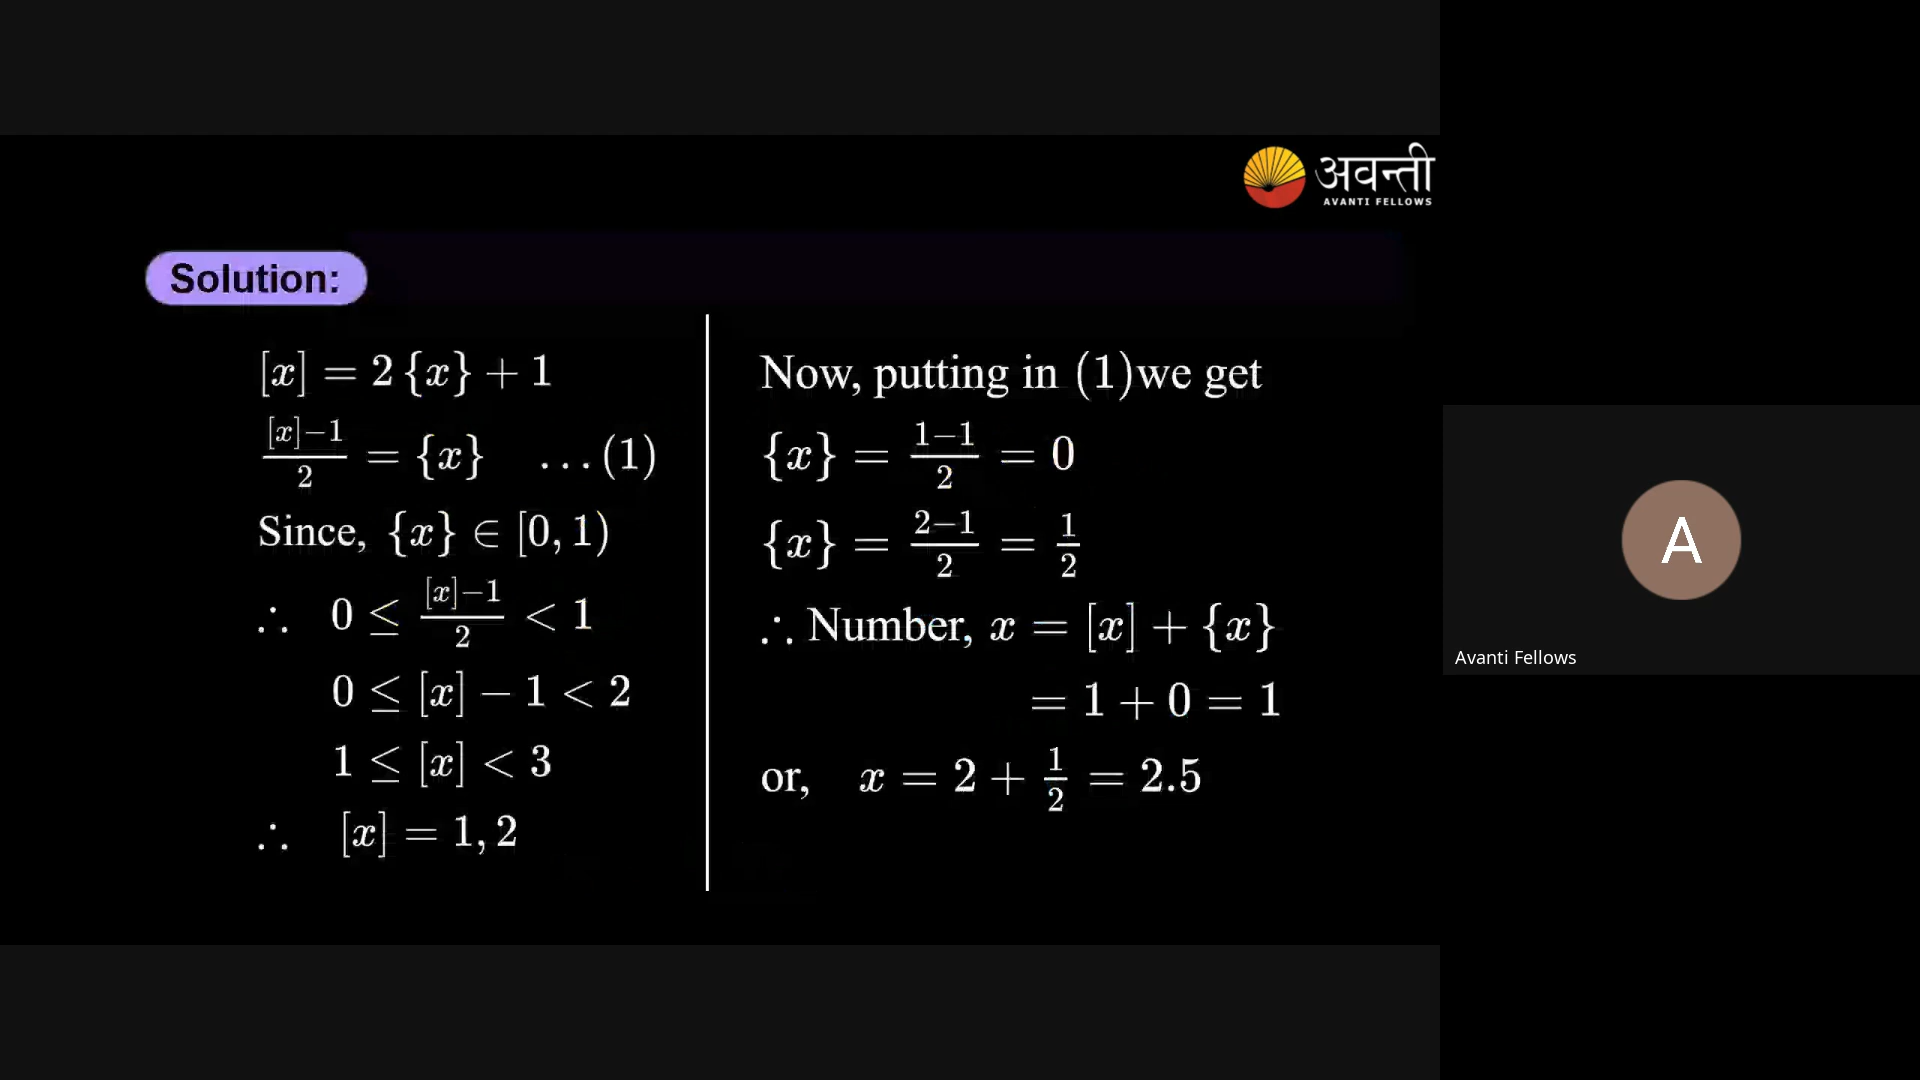 अवन्ती
AVANTI FELLOWS
Solution:
[x] = 2 {x} + 1
([x]−1)/2 = {x} ...(1)
Since, {x} ∈ [0, 1)
∴ 0 ≤ ([x]−1)/2 < 1
0 ≤ [x] − 1 < 2
1 ≤ [x] < 3
∴ [x] = 1, 2
Now, putting in (1)we get
{x} = (1−1)/2 = 0
{x} = (2−1)/2 = 1/2
∴ Number, x = [x] + {x}
= 1 + 0 = 1
or, x = 2 + 1/2 = 2.5
A
Avanti Fellows